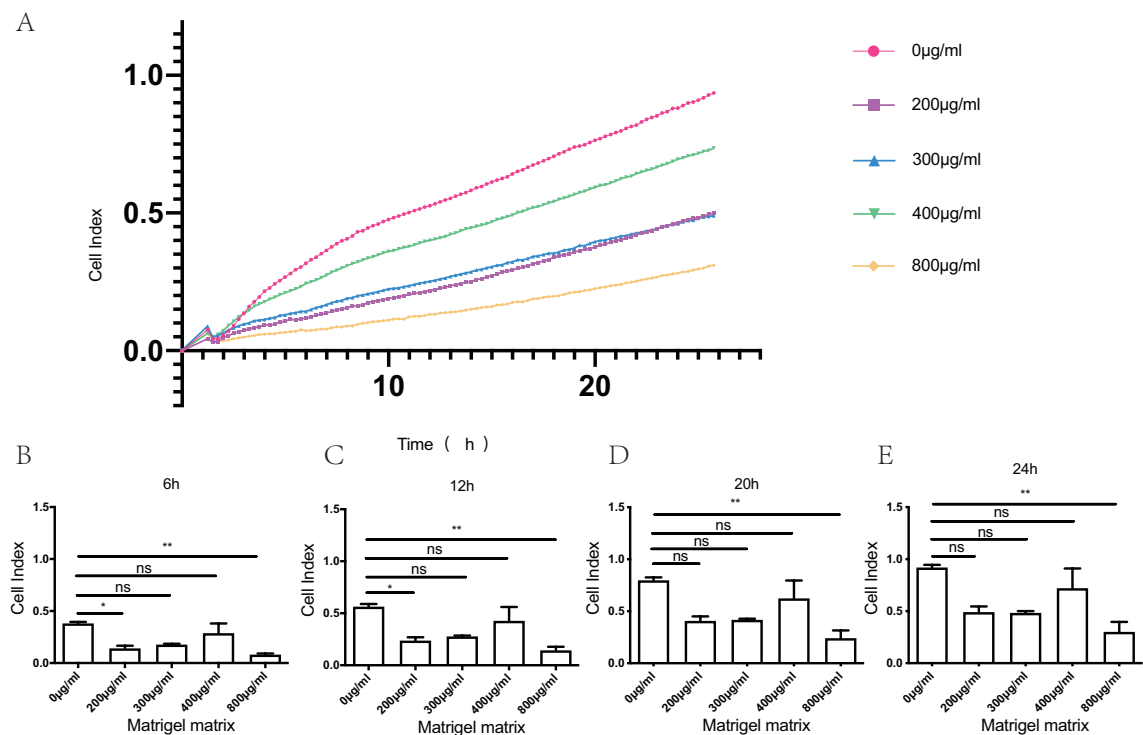 A
1.0
0.5
0.0
10
20
Cell Index
Time ( h )
0μg/ml
200μg/ml
300μg/ml
400μg/ml
800μg/ml
B
6h
1.5
1.0
0.5
0.0
Cell Index
**
ns
ns
*
0μg/ml
200μg/ml
300μg/ml
400μg/ml
800μg/ml
Matrigel matrix
C
12h
1.5
1.0
0.5
0.0
Cell Index
**
ns
ns
*
0μg/ml
200μg/ml
300μg/ml
400μg/ml
800μg/ml
Matrigel matrix
D
20h
1.5
1.0
0.5
0.0
Cell Index
**
ns
ns
ns
0μg/ml
200μg/ml
300μg/ml
400μg/ml
800μg/ml
Matrigel matrix
E
24h
1.5
1.0
0.5
0.0
Cell Index
**
ns
ns
ns
0μg/ml
200μg/ml
300μg/ml
400μg/ml
800μg/ml
Matrigel matrix